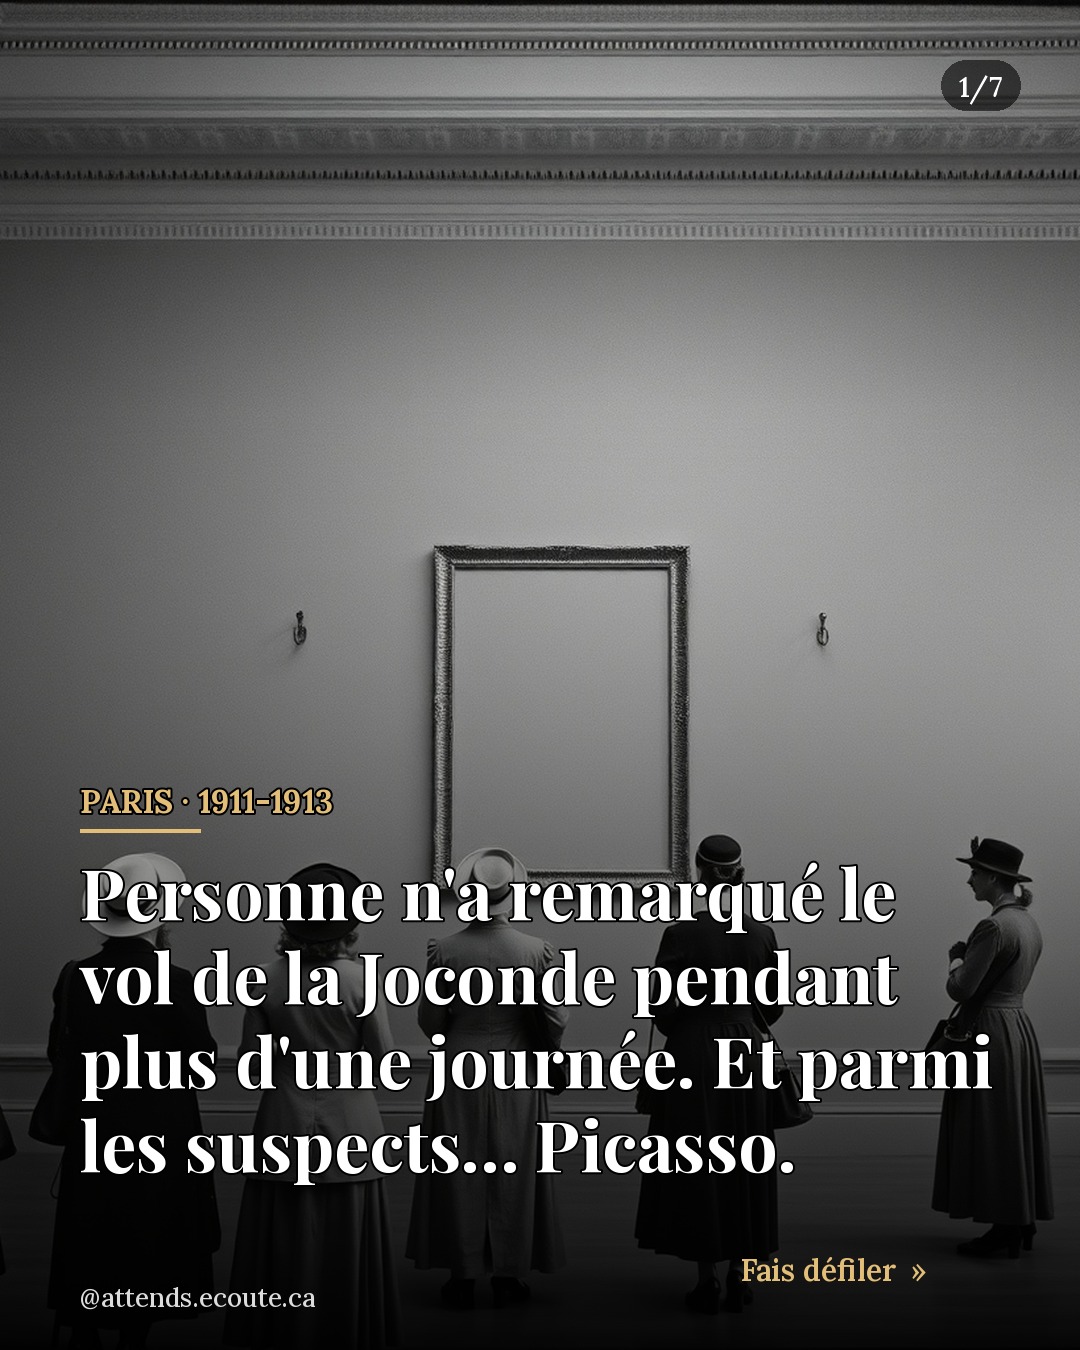 1/7
PARIS · 1911-1913
Personne n'a remarqué le
vol de la Joconde pendant
plus d'une journée. Et parmi
les suspects... Picasso.
Fais défiler »
@attends.ecoute.ca